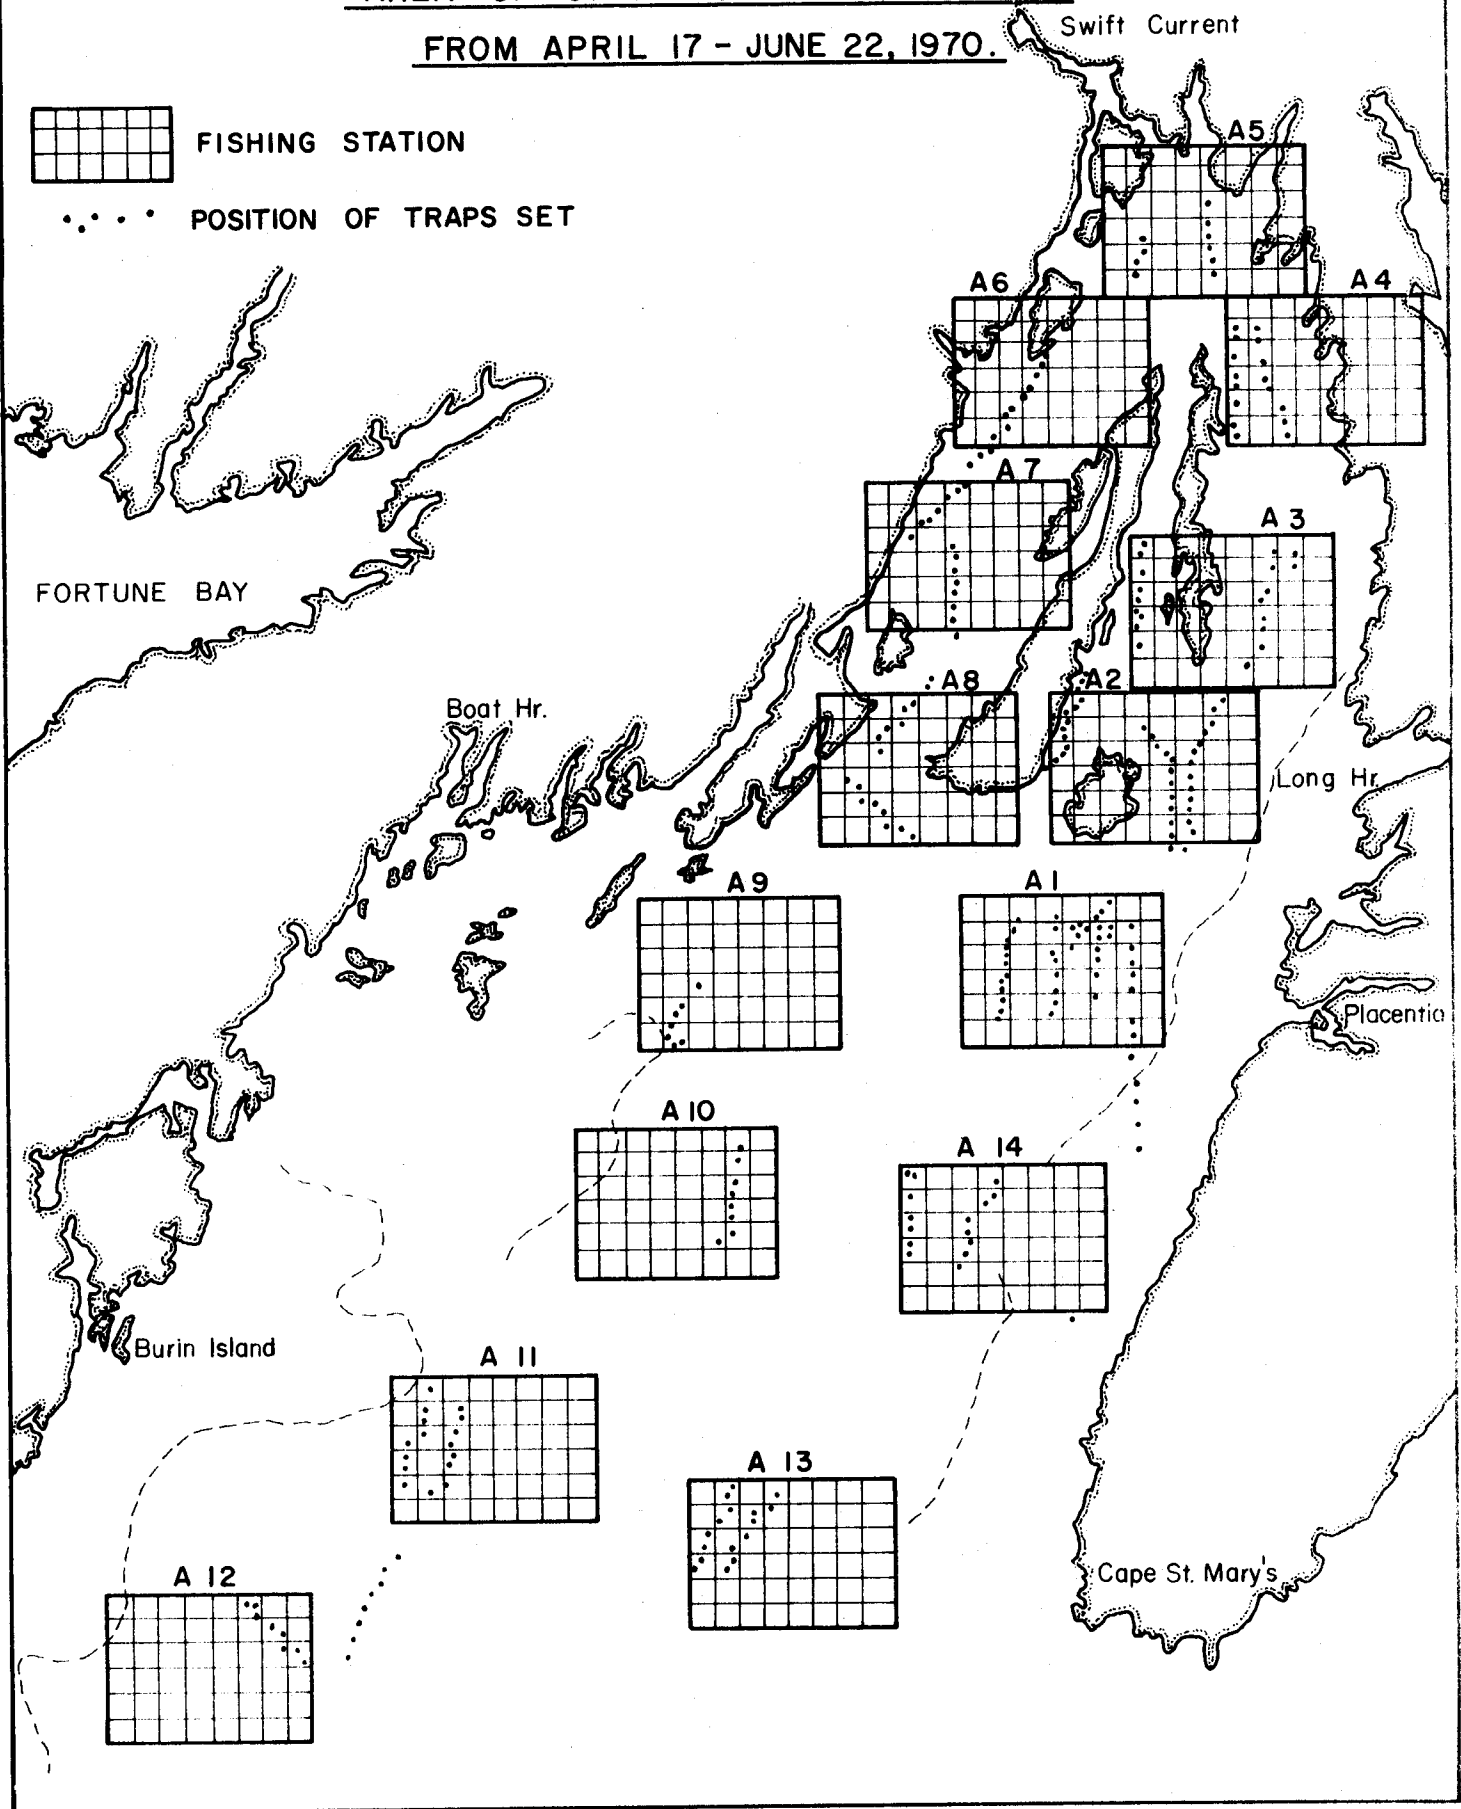 FROM APRIL 17 - JUNE 22, 1970.
Swift Current
FISHING STATION
POSITION OF TRAPS SET
A5
A6
A4
A7
A3
FORTUNE BAY
A8
A2
Boat Hr.
Long Hr.
A9
A1
Placentia
A10
A 14
Burin Island
A 11
A 13
Cape St. Mary's
A 12